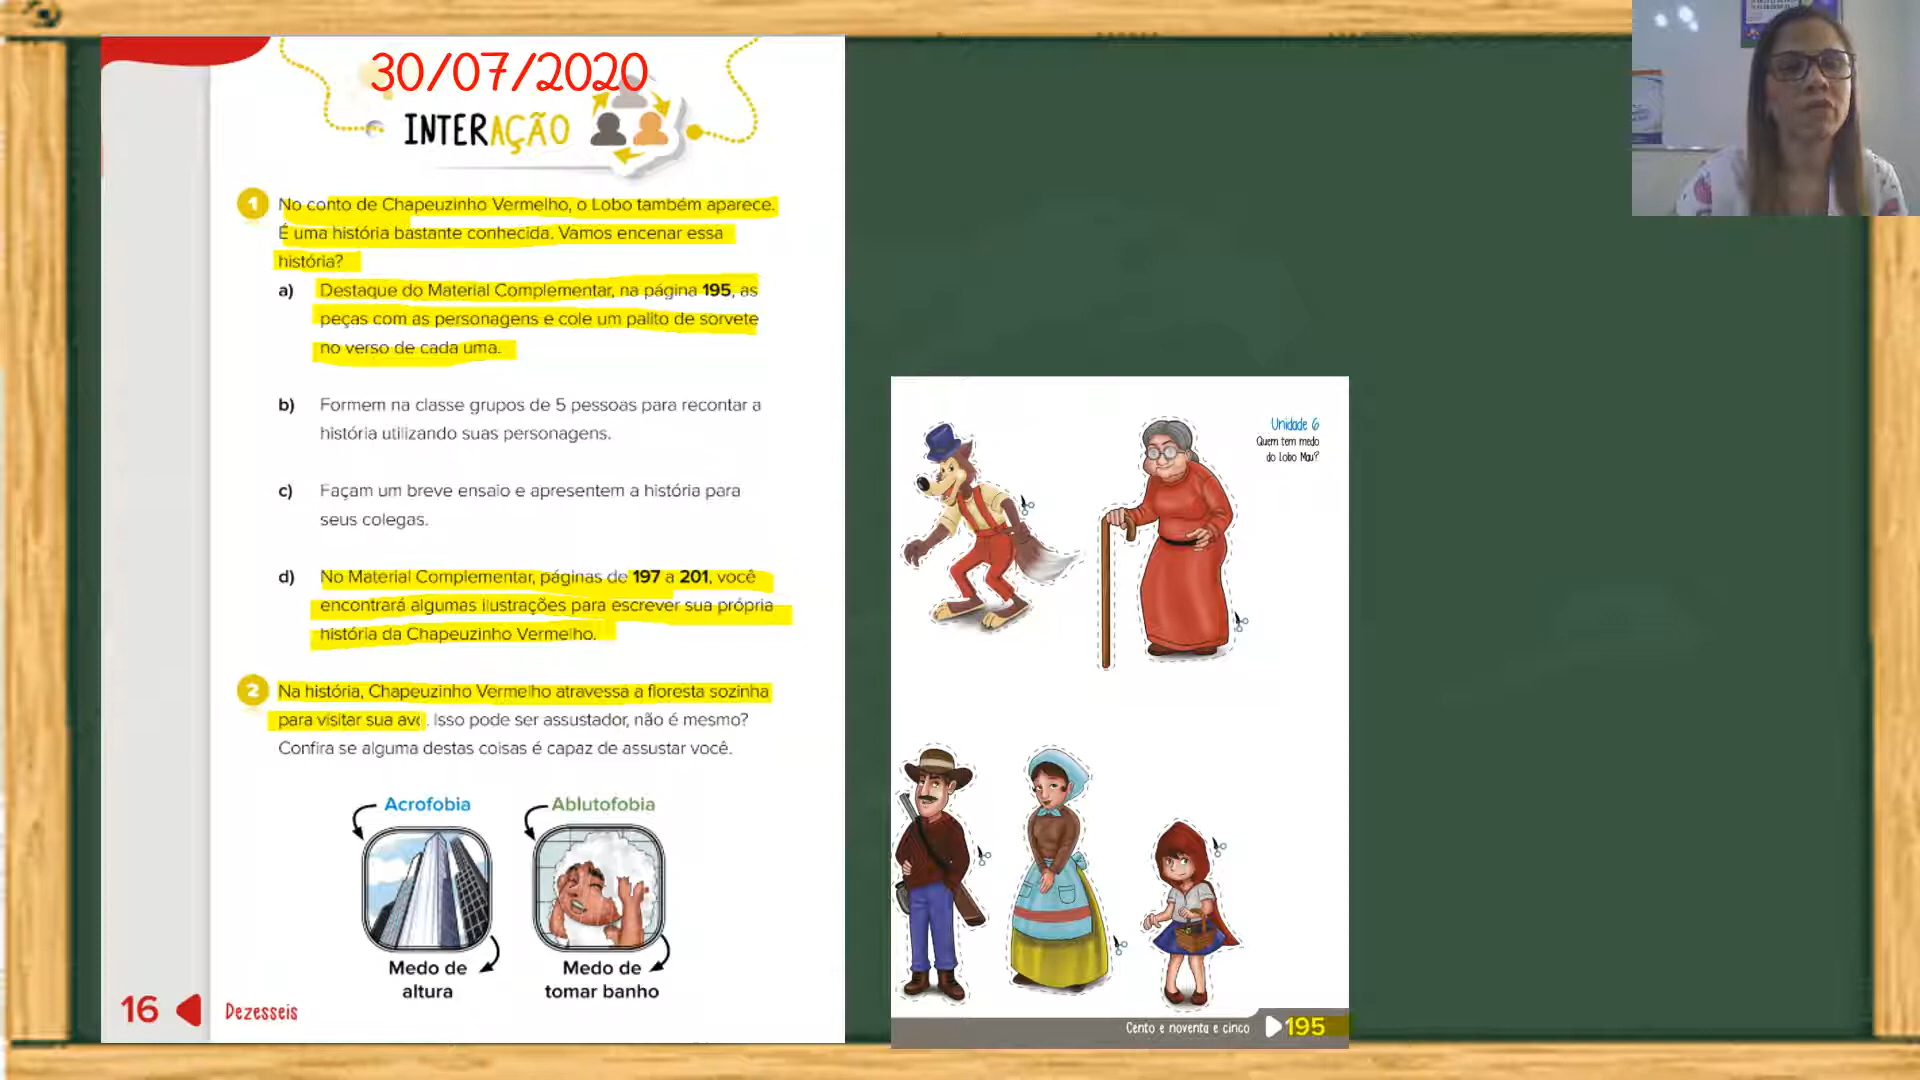 30/07/2020
INTERAÇÃO
1 No conto de Chapeuzinho Vermelho, o Lobo também aparece.
É uma história bastante conhecida. Vamos encenar essa
história?
a) Destaque do Material Complementar, na página 195, as
peças com as personagens e cole um palito de sorvete
no verso de cada uma.
b) Formem na classe grupos de 5 pessoas para recontar a
história utilizando suas personagens.
c) Façam um breve ensaio e apresentem a história para
seus colegas.
d) No Material Complementar, páginas de 197 a 201, você
encontrará algumas ilustrações para escrever sua própria
história da Chapeuzinho Vermelho.
2 Na história, Chapeuzinho Vermelho atravessa a floresta sozinha
para visitar sua avó. Isso pode ser assustador, não é mesmo?
Confira se alguma destas coisas é capaz de assustar você.
Acrofobia
Medo de
altura
Ablutofobia
Medo de
tomar banho
16 Dezesseis
Unidade 6
Quem tem medo
do Lobo Mau?
Cento e noventa e cinco 195